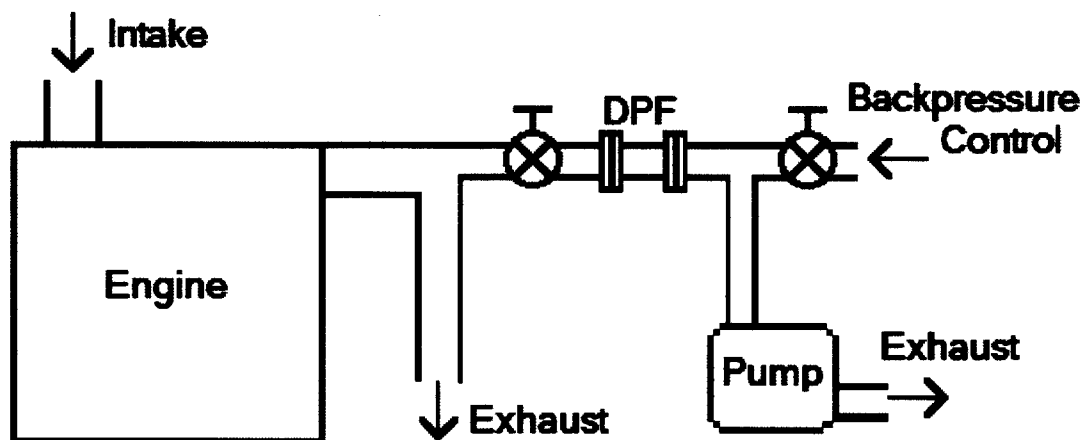 Intake
DPF
Backpressure
Control
Engine
Pump
Exhaust
Exhaust